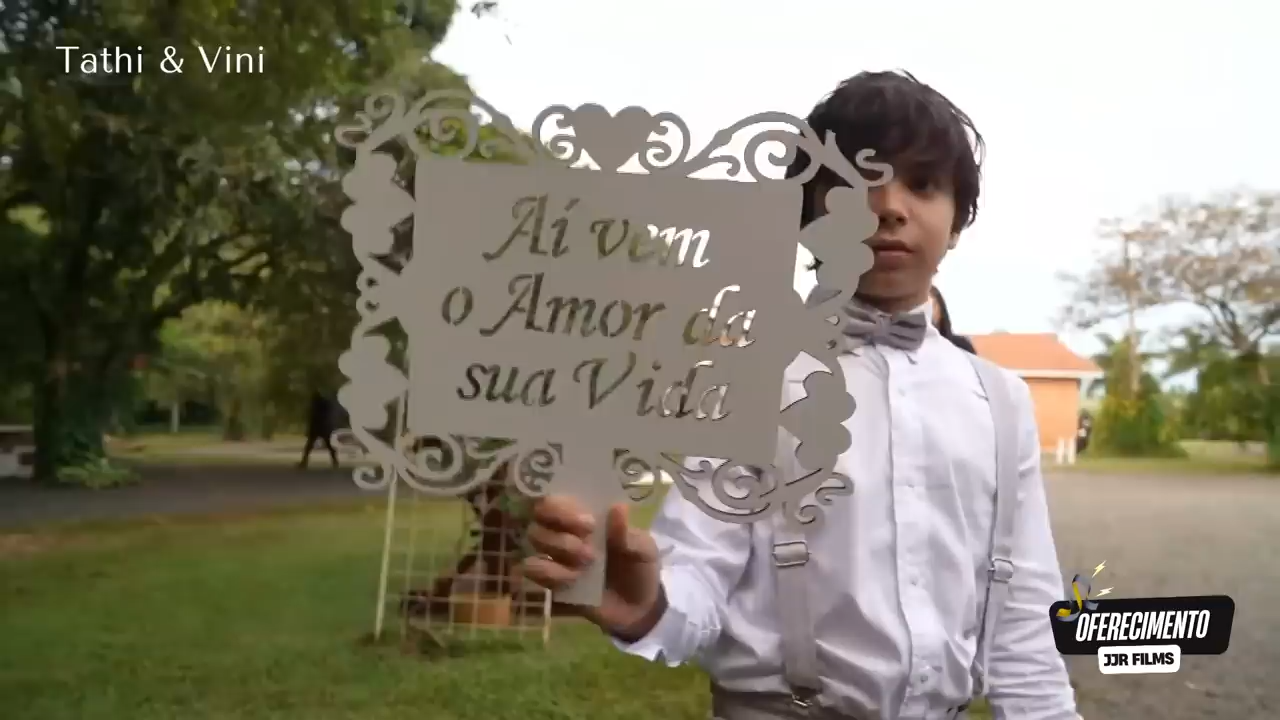 Tathi & Vini
Aí vem
o Amor da
sua Vida
OFERECIMENTO
JJR FILMS